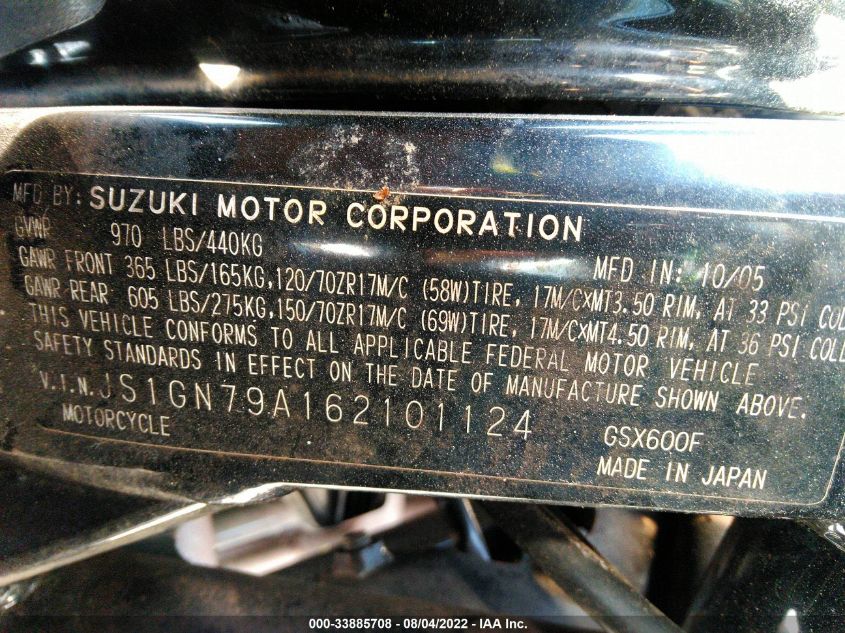 MFD BY: SUZUKI MOTOR CORPORATION
GVWR 970 LBS/440KG MFD IN: 10/05
GAWR FRONT 365 LBS/165KG,120/70ZR17M/C (58W)TIRE, 17M/CXMT3.50 RIM, AT 33 PSI COL
GAWR REAR 605 LBS/275KG,150/70ZR17M/C (69W)TIRE, 17M/CXMT4.50 RIM, AT 36 PSI COLD
THIS VEHICLE CONFORMS TO ALL APPLICABLE FEDERAL MOTOR VEHICLE
SAFETY STANDARDS IN EFFECT ON THE DATE OF MANUFACTURE SHOWN ABOVE.
V.I.N. JS1GN79A162101124 GSX600F
MOTORCYCLE MADE IN JAPAN
000-33885708 - 08/04/2022 - IAA Inc.